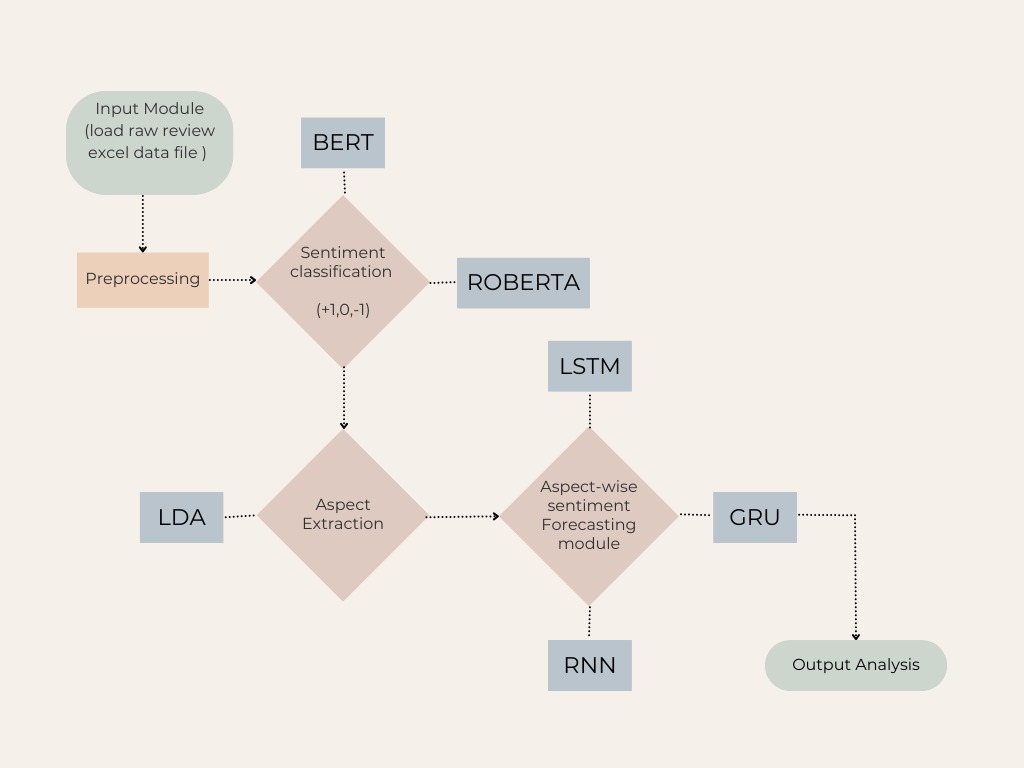 Input Module
(load raw review
excel data file )
BERT
Sentiment
classification
(+1,0,-1)
Preprocessing
ROBERTA
LSTM
Aspect
Extraction
LDA
Aspect-wise
sentiment
Forecasting
module
GRU
RNN
Output Analysis